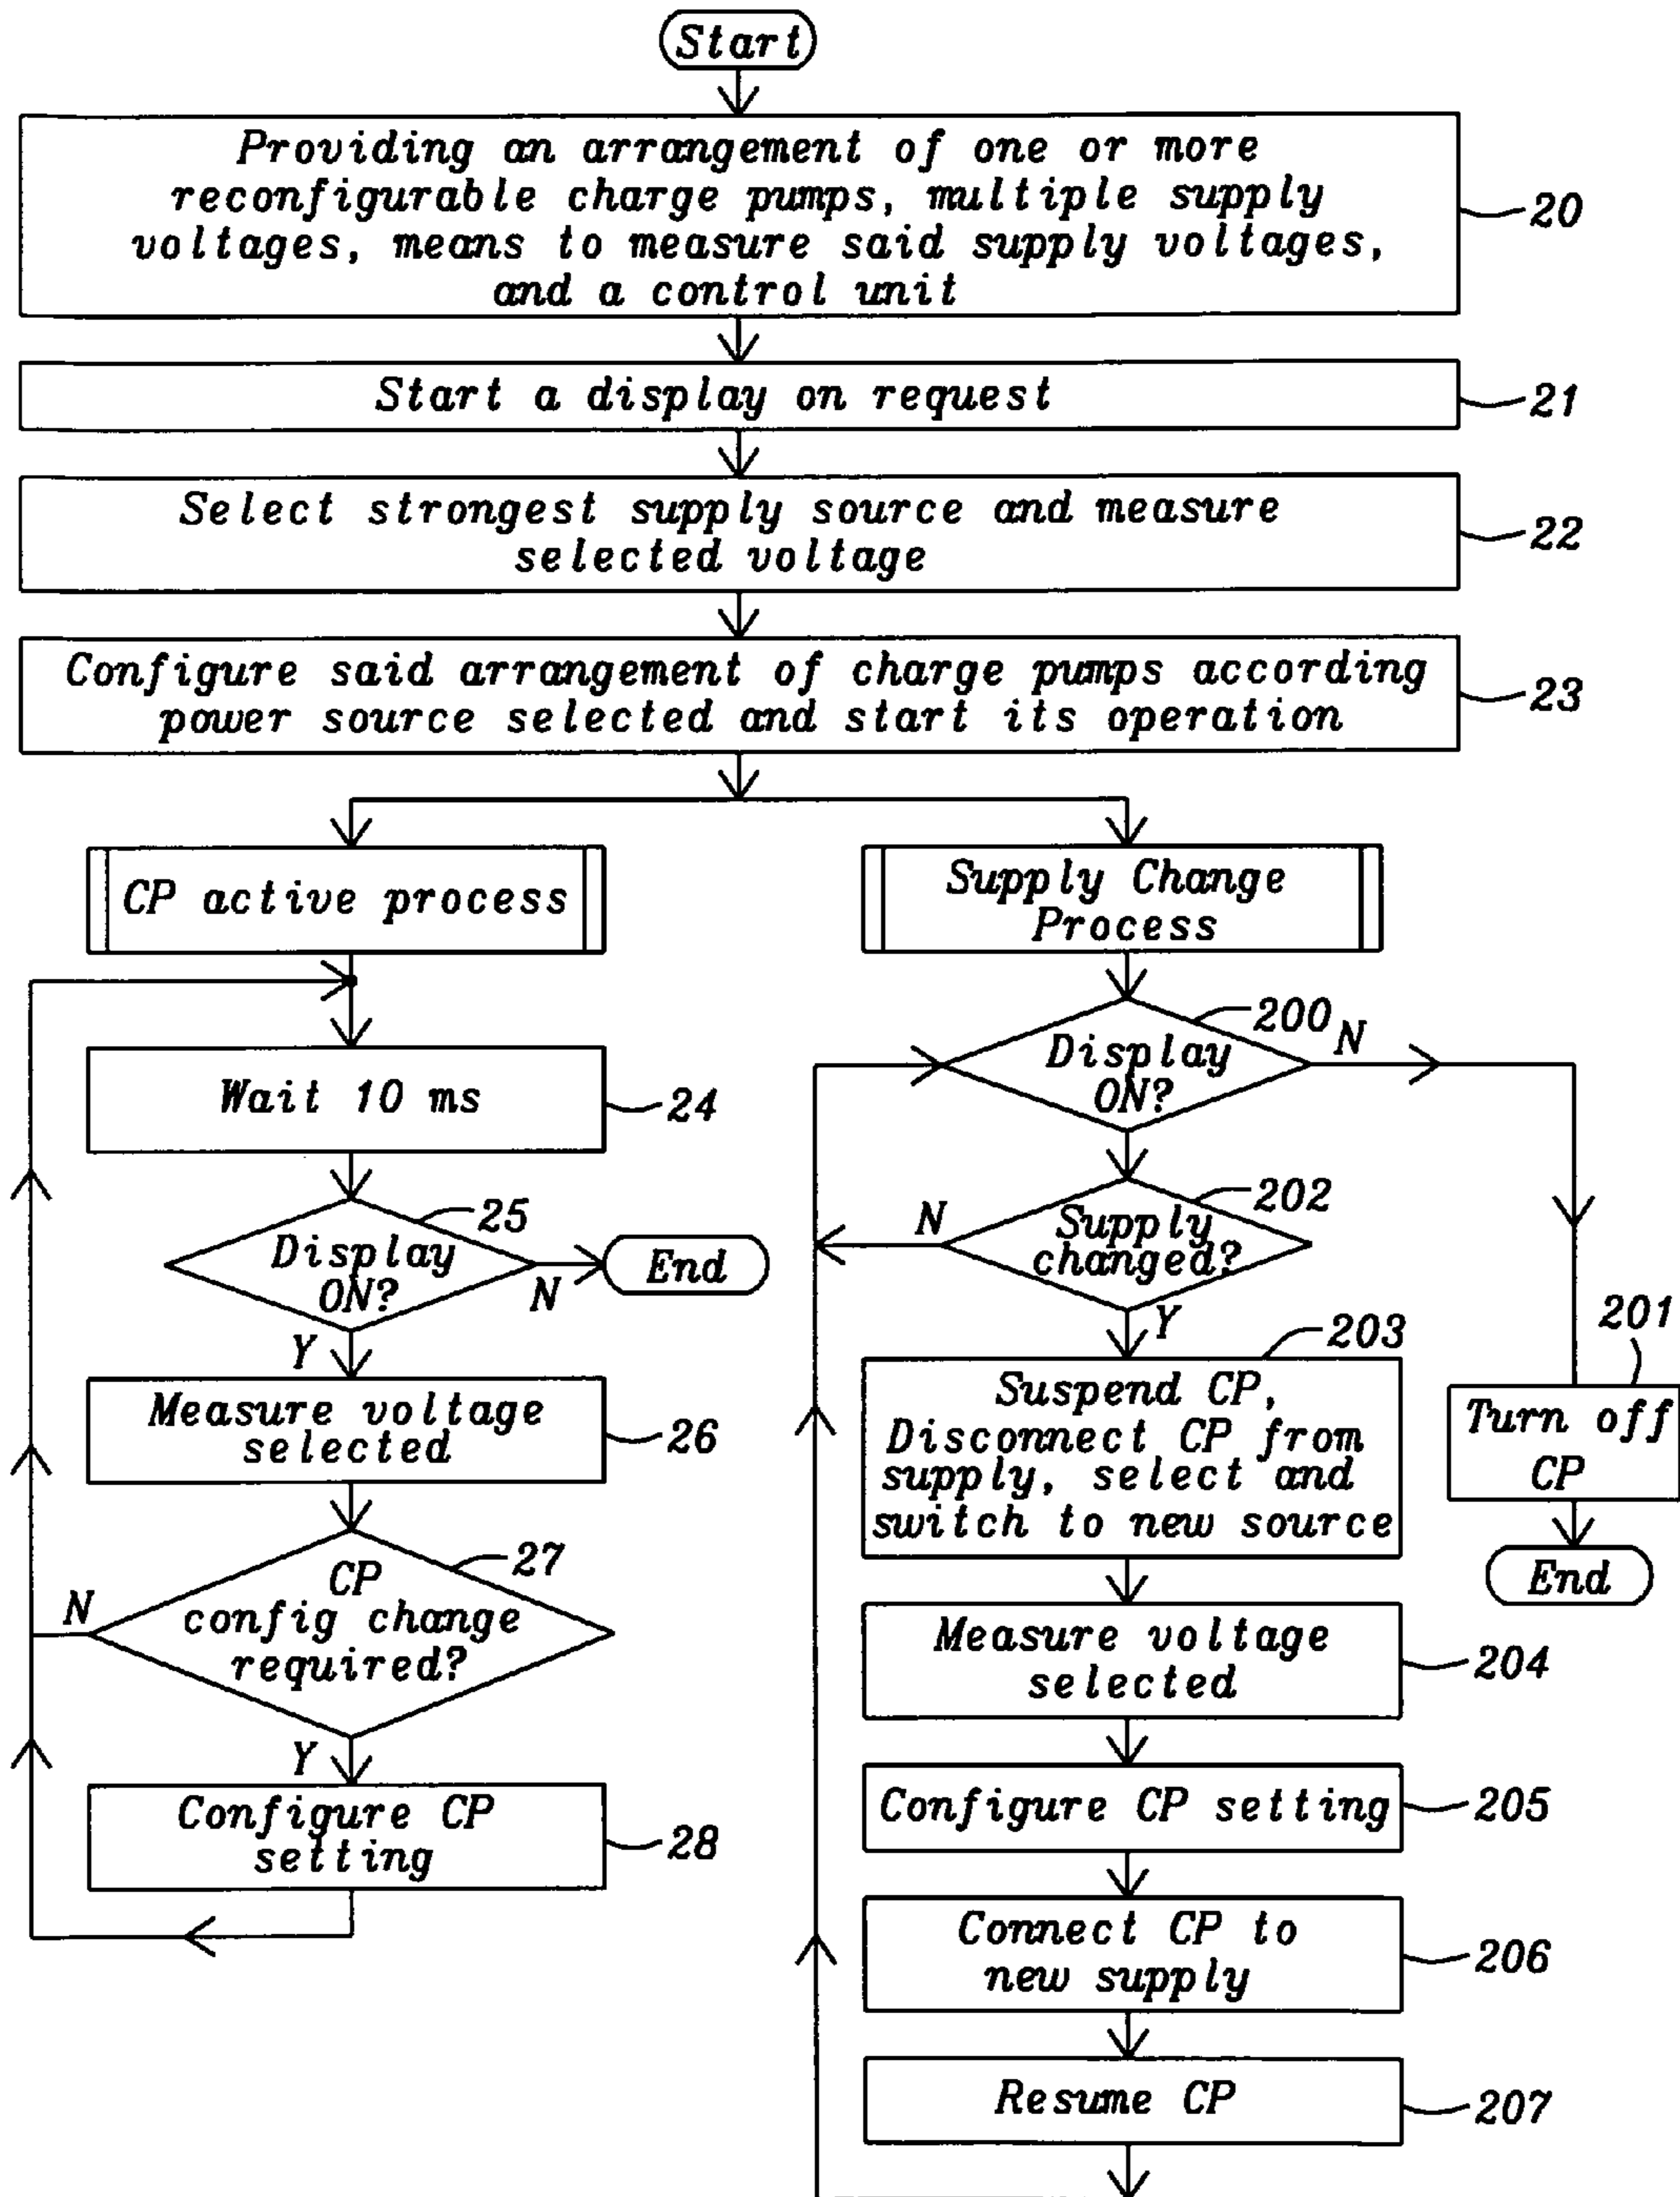 Start
Providing an arrangement of one or more
reconfigurable charge pumps, multiple supply
voltages, means to measure said supply voltages,
and a control unit
20
Start a display on request
21
Select strongest supply source and measure
selected voltage
22
Configure said arrangement of charge pumps according
power source selected and start its operation
23
CP active process
Wait 10 ms
24
25
Display
ON?
N
End
Y
Measure voltage
selected
26
27
CP
config change
required?
N
Y
Configure CP
setting
28
Supply Change
Process
200
Display
ON?
N
202
Supply
changed?
N
Y
203
Suspend CP,
Disconnect CP from
supply, select and
switch to new source
201
Turn off
CP
End
Measure voltage
selected
204
Configure CP setting
205
Connect CP to
new supply
206
Resume CP
207